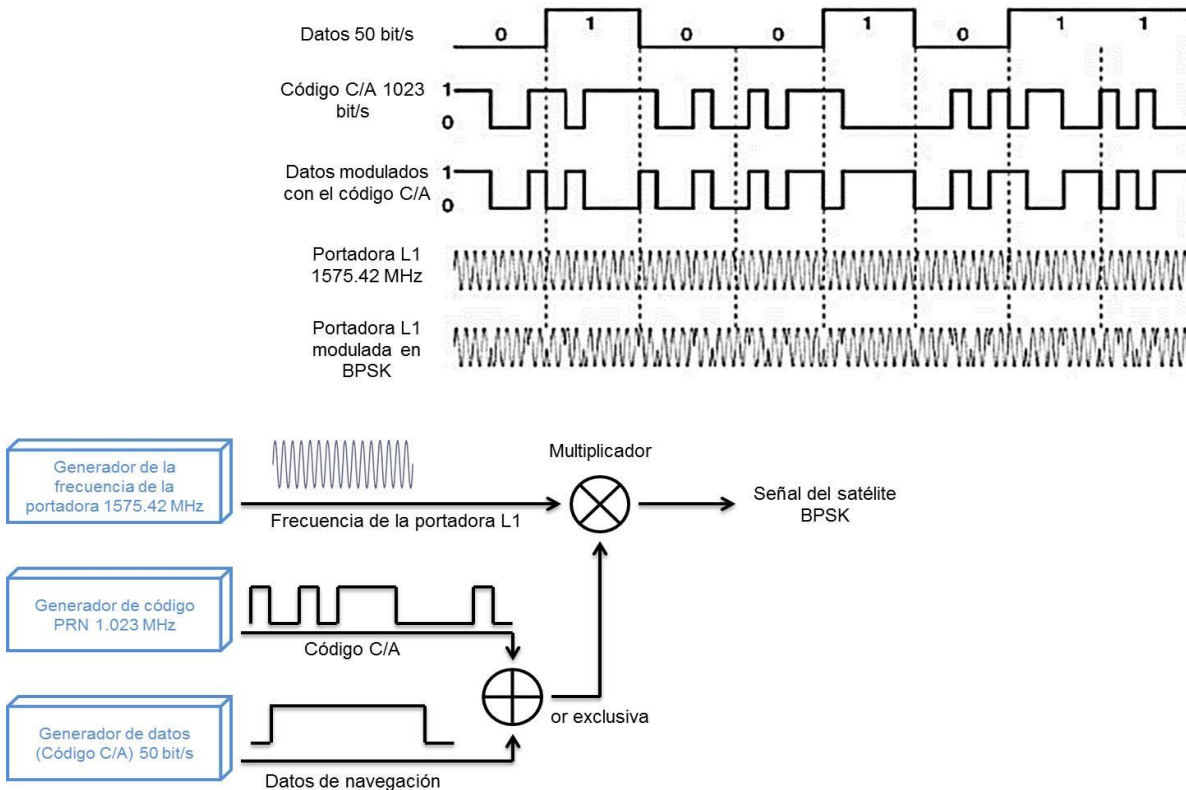 Datos 50 bit/s
0 1 0 0 1 0 1 1
Código C/A 1023
bit/s
1
0
Datos modulados
con el código C/A
1
0
Portadora L1
1575.42 MHz
Portadora L1
modulada en
BPSK
Generador de la
frecuencia de la
portadora 1575.42 MHz
Frecuencia de la portadora L1
Multiplicador
Señal del satélite
BPSK
Generador de código
PRN 1.023 MHz
Código C/A
or exclusiva
Generador de datos
(Código C/A) 50 bit/s
Datos de navegación